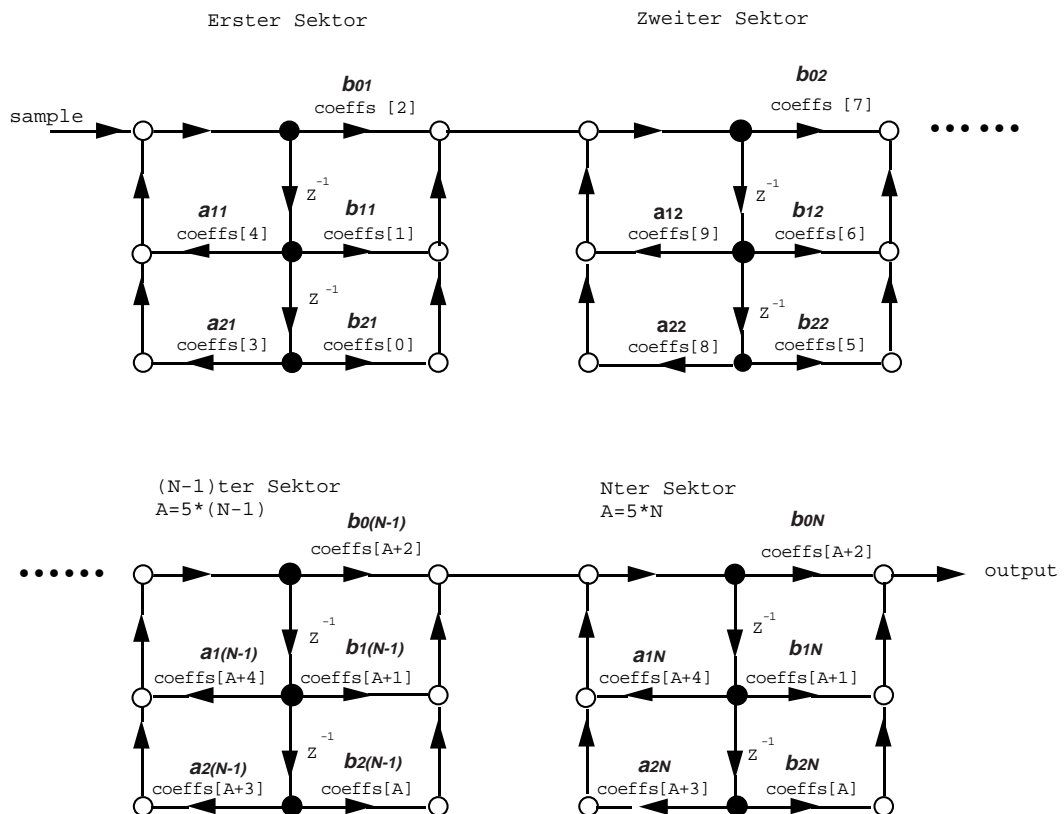 Erster Sektor
Zweiter Sektor
b01
coeffs [2]
b02
coeffs [7]
sample
z-1
z-1
a11
coeffs[4]
b11
coeffs[1]
a12
coeffs[9]
b12
coeffs[6]
z-1
z-1
a21
coeffs[3]
b21
coeffs[0]
a22
coeffs[8]
b22
coeffs[5]
(N-1)ter Sektor
A=5*(N-1)
Nter Sektor
A=5*N
b0(N-1)
coeffs[A+2]
b0N
coeffs[A+2]
output
z-1
z-1
a1(N-1)
coeffs[A+4]
b1(N-1)
coeffs[A+1]
a1N
coeffs[A+4]
b1N
coeffs[A+1]
z-1
z-1
a2(N-1)
coeffs[A+3]
b2(N-1)
coeffs[A]
a2N
coeffs[A+3]
b2N
coeffs[A]